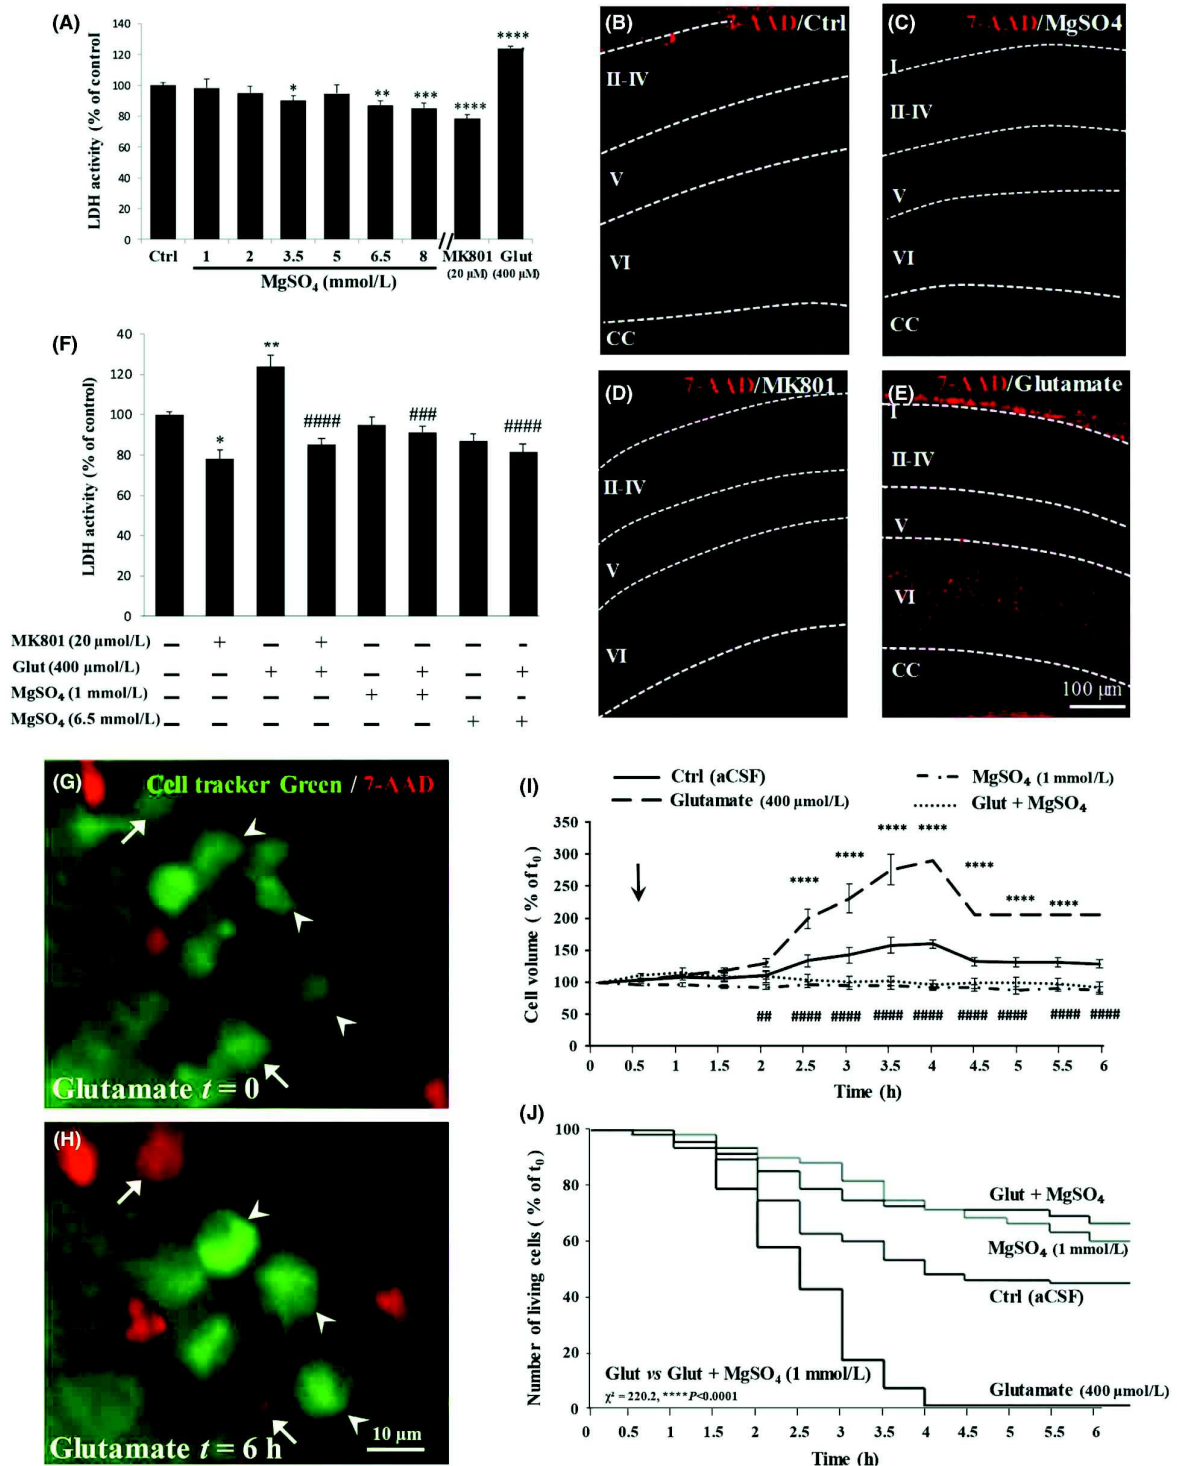 (A)
LDH activity (% of control)
140
120
100
80
60
40
20
0
* ** *** **** ****
Ctrl 1 2 3.5 5 6.5 8 MK801 Glut
(20 µM) (400 µM)
MgSO₄ (mmol/L)
(B) 7-AAD/Ctrl
II-IV
V
VI
CC
(C) 7-AAD/MgSO4
I
II-IV
V
VI
CC
(D) 7-AAD/MK801
II-IV
V
VI
(E) 7-AAD/Glutamate
I
II-IV
V
VI
CC
100 µm
(F)
LDH activity (% of control)
40
120
100
80
60
40
20
0
* ** #### ### ####
MK801 (20 µmol/L) – + – + – – – -
Glut (400 µmol/L) – – + + – + – +
MgSO₄ (1 mmol/L) – – – – + + – -
MgSO₄ (6.5 mmol/L) – – – – – – + +
(G) Cell tracker Green / 7-AAD
Glutamate t = 0
(H)
Glutamate t = 6 h
10 µm
(I)
Ctrl (aCSF) MgSO₄ (1 mmol/L)
Glutamate (400 µmol/L) Glut + MgSO₄
Cell volume ( % of t₀)
350
300
250
200
150
100
50
0
**** **** **** **** **** **** ****
## #### #### #### #### #### #### #### ####
0 0.5 1 1.5 2 2.5 3 3.5 4 4.5 5 5.5 6
Time (h)
(J)
Number of living cells ( % of t₀)
100
80
60
40
20
0
Glut + MgSO₄
MgSO₄ (1 mmol/L)
Ctrl (aCSF)
Glutamate (400 µmol/L)
Glut vs Glut + MgSO₄ (1 mmol/L)
χ² = 220.2, ****P<0.0001
0 0.5 1 1.5 2 2.5 3 3.5 4 4.5 5 5.5 6
Time (h)